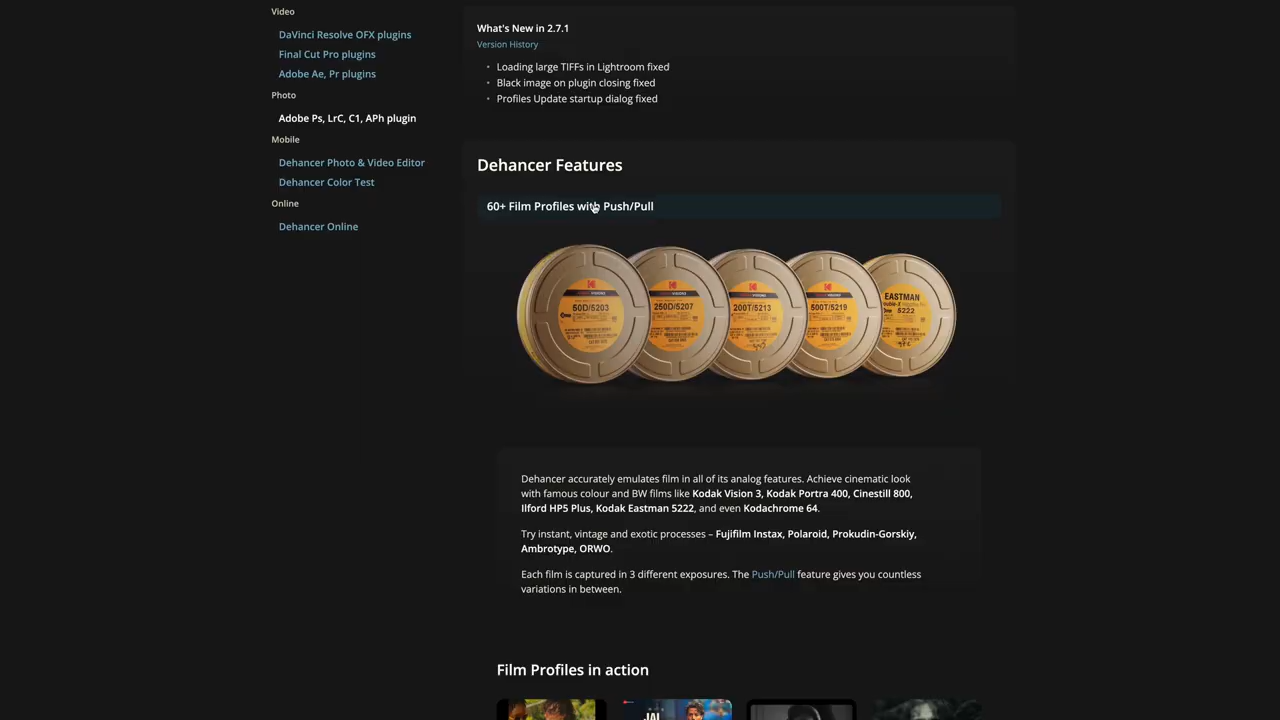 Video
DaVinci Resolve OFX plugins
Final Cut Pro plugins
Adobe Ae, Pr plugins
Photo
Adobe Ps, LrC, C1, APh plugin
Mobile
Dehancer Photo & Video Editor
Dehancer Color Test
Online
Dehancer Online
What's New in 2.7.1
Version History
• Loading large TIFFs in Lightroom fixed
• Black image on plugin closing fixed
• Profiles Update startup dialog fixed
Dehancer Features
60+ Film Profiles with Push/Pull
50D/5203
250D/5207
200T/5213
500T/5219
EASTMAN
5222
Dehancer accurately emulates film in all of its analog features. Achieve cinematic look
with famous colour and BW films like Kodak Vision 3, Kodak Portra 400, Cinestill 800,
Ilford HP5 Plus, Kodak Eastman 5222, and even Kodachrome 64.
Try instant, vintage and exotic processes – Fujifilm Instax, Polaroid, Prokudin-Gorskiy,
Ambrotype, ORWO.
Each film is captured in 3 different exposures. The Push/Pull feature gives you countless
variations in between.
Film Profiles in action
JAI